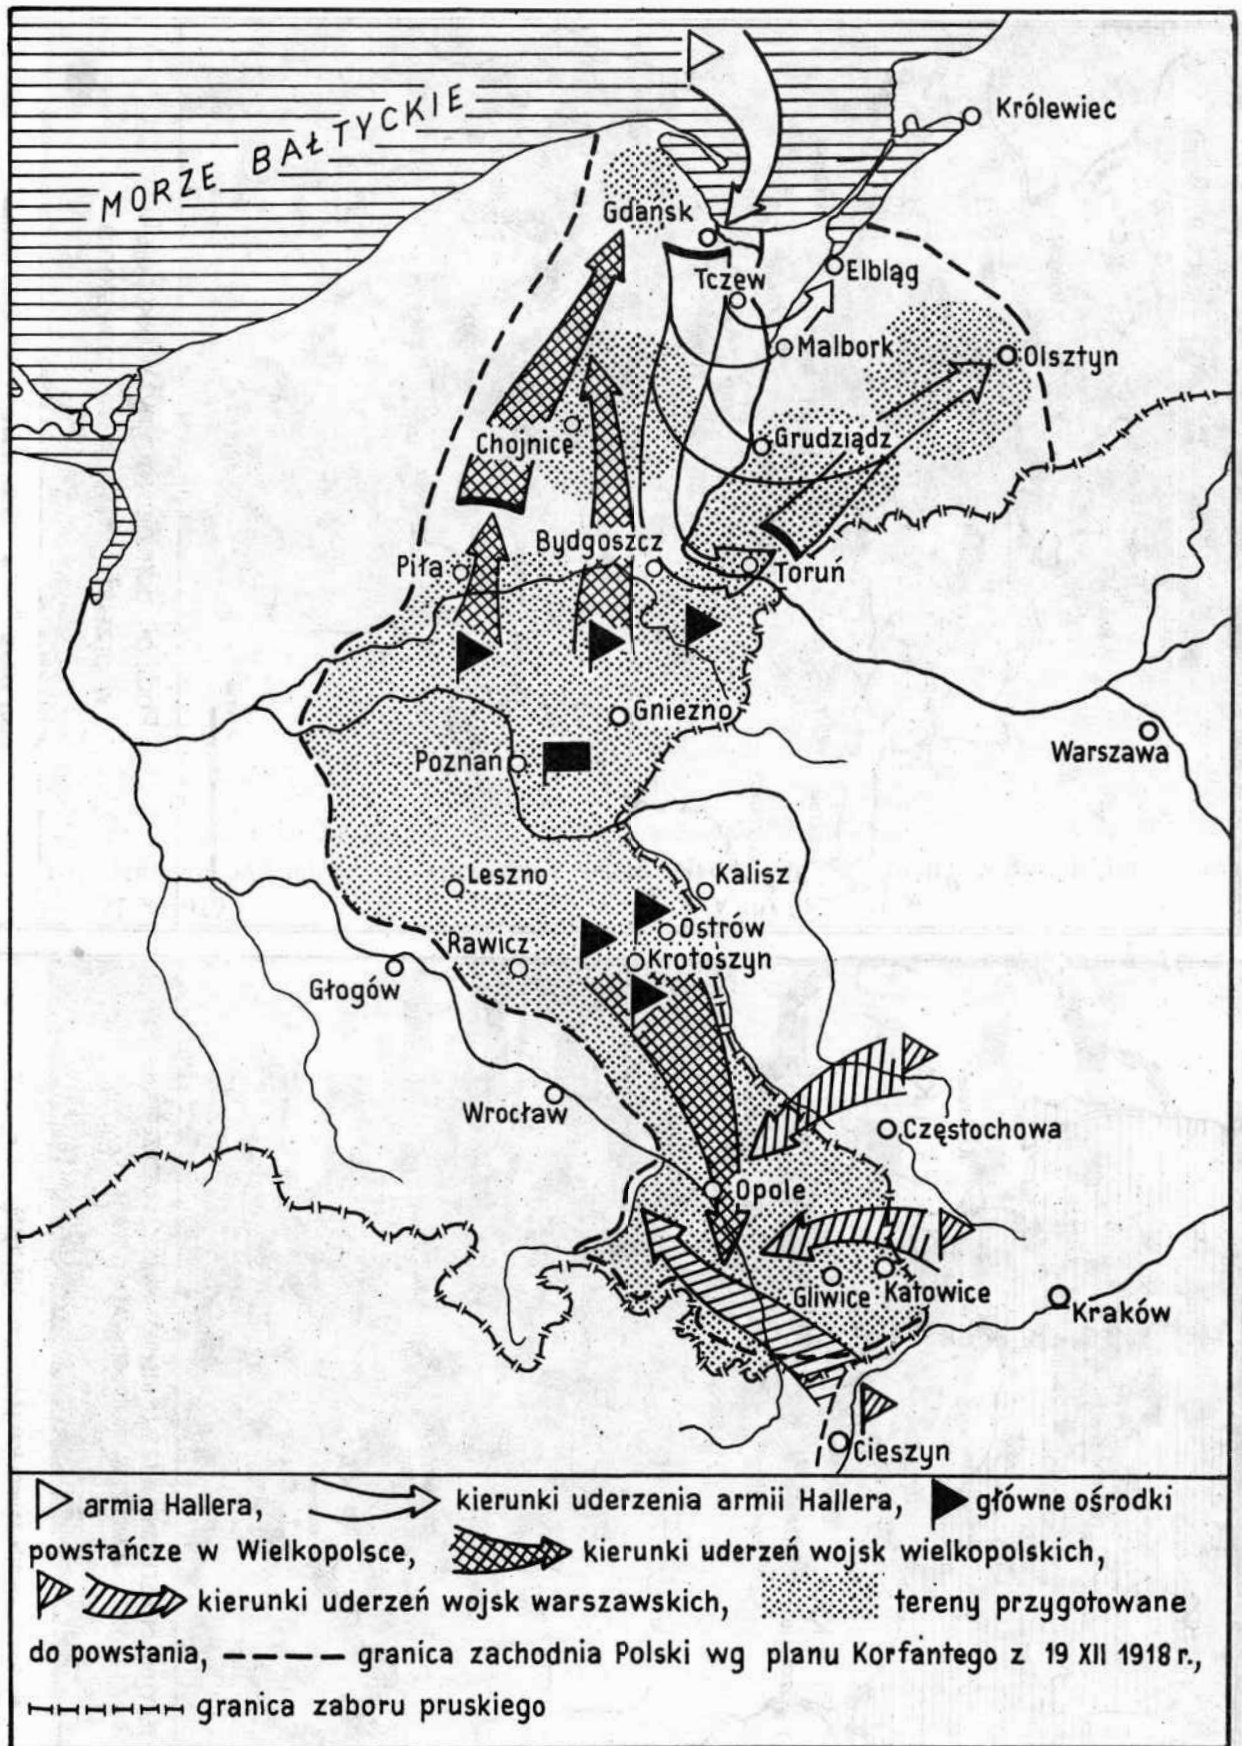 MORZE BAŁTYCKIE
Królewiec
Gdańsk
Tczew
Elbląg
Malbork
Olsztyn
Chojnice
Grudziądz
Bydgoszcz
Piła
Toruń
Gniezno
Warszawa
Poznań
Leszno
Kalisz
Ostrów
Rawicz
Krotoszyn
Głogów
Wrocław
Częstochowa
Opole
Gliwice
Katowice
Kraków
Cieszyn
armia Hallera, kierunki uderzenia armii Hallera, główne ośrodki
powstańcze w Wielkopolsce, kierunki uderzeń wojsk wielkopolskich,
kierunki uderzeń wojsk warszawskich, tereny przygotowane
do powstania, granica zachodnia Polski wg planu Korfantego z 19 XII 1918 r.,
granica zaboru pruskiego